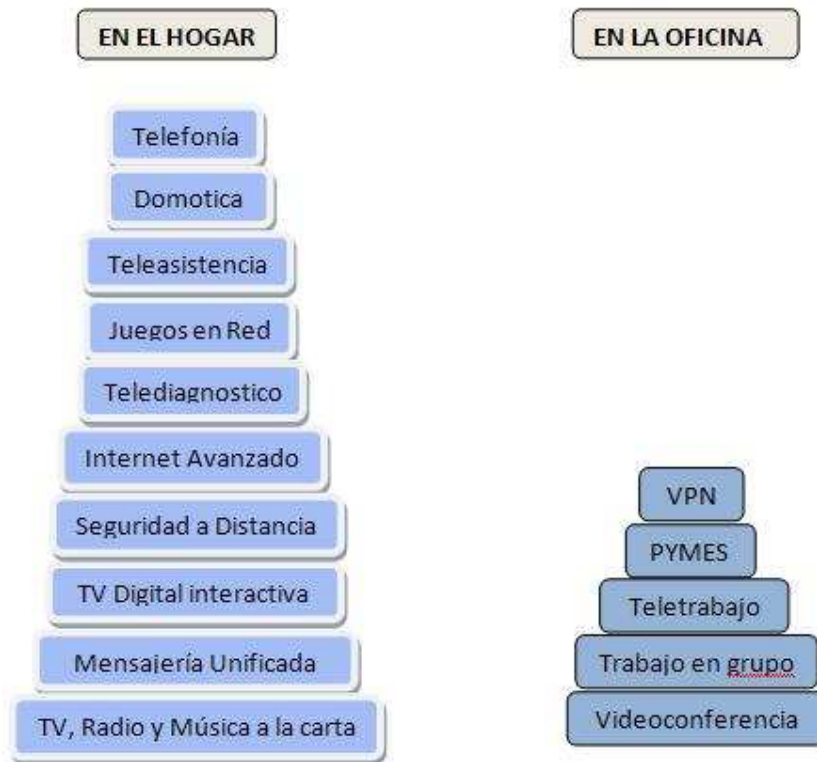 EN EL HOGAR
Telefonía
Domotica
Teleasistencia
Juegos en Red
Telediagnostico
Internet Avanzado
Seguridad a Distancia
TV Digital interactiva
Mensajería Unificada
TV, Radio y Música a la carta
EN LA OFICINA
VPN
PYMES
Teletrabajo
Trabajo en grupo
Videoconferencia